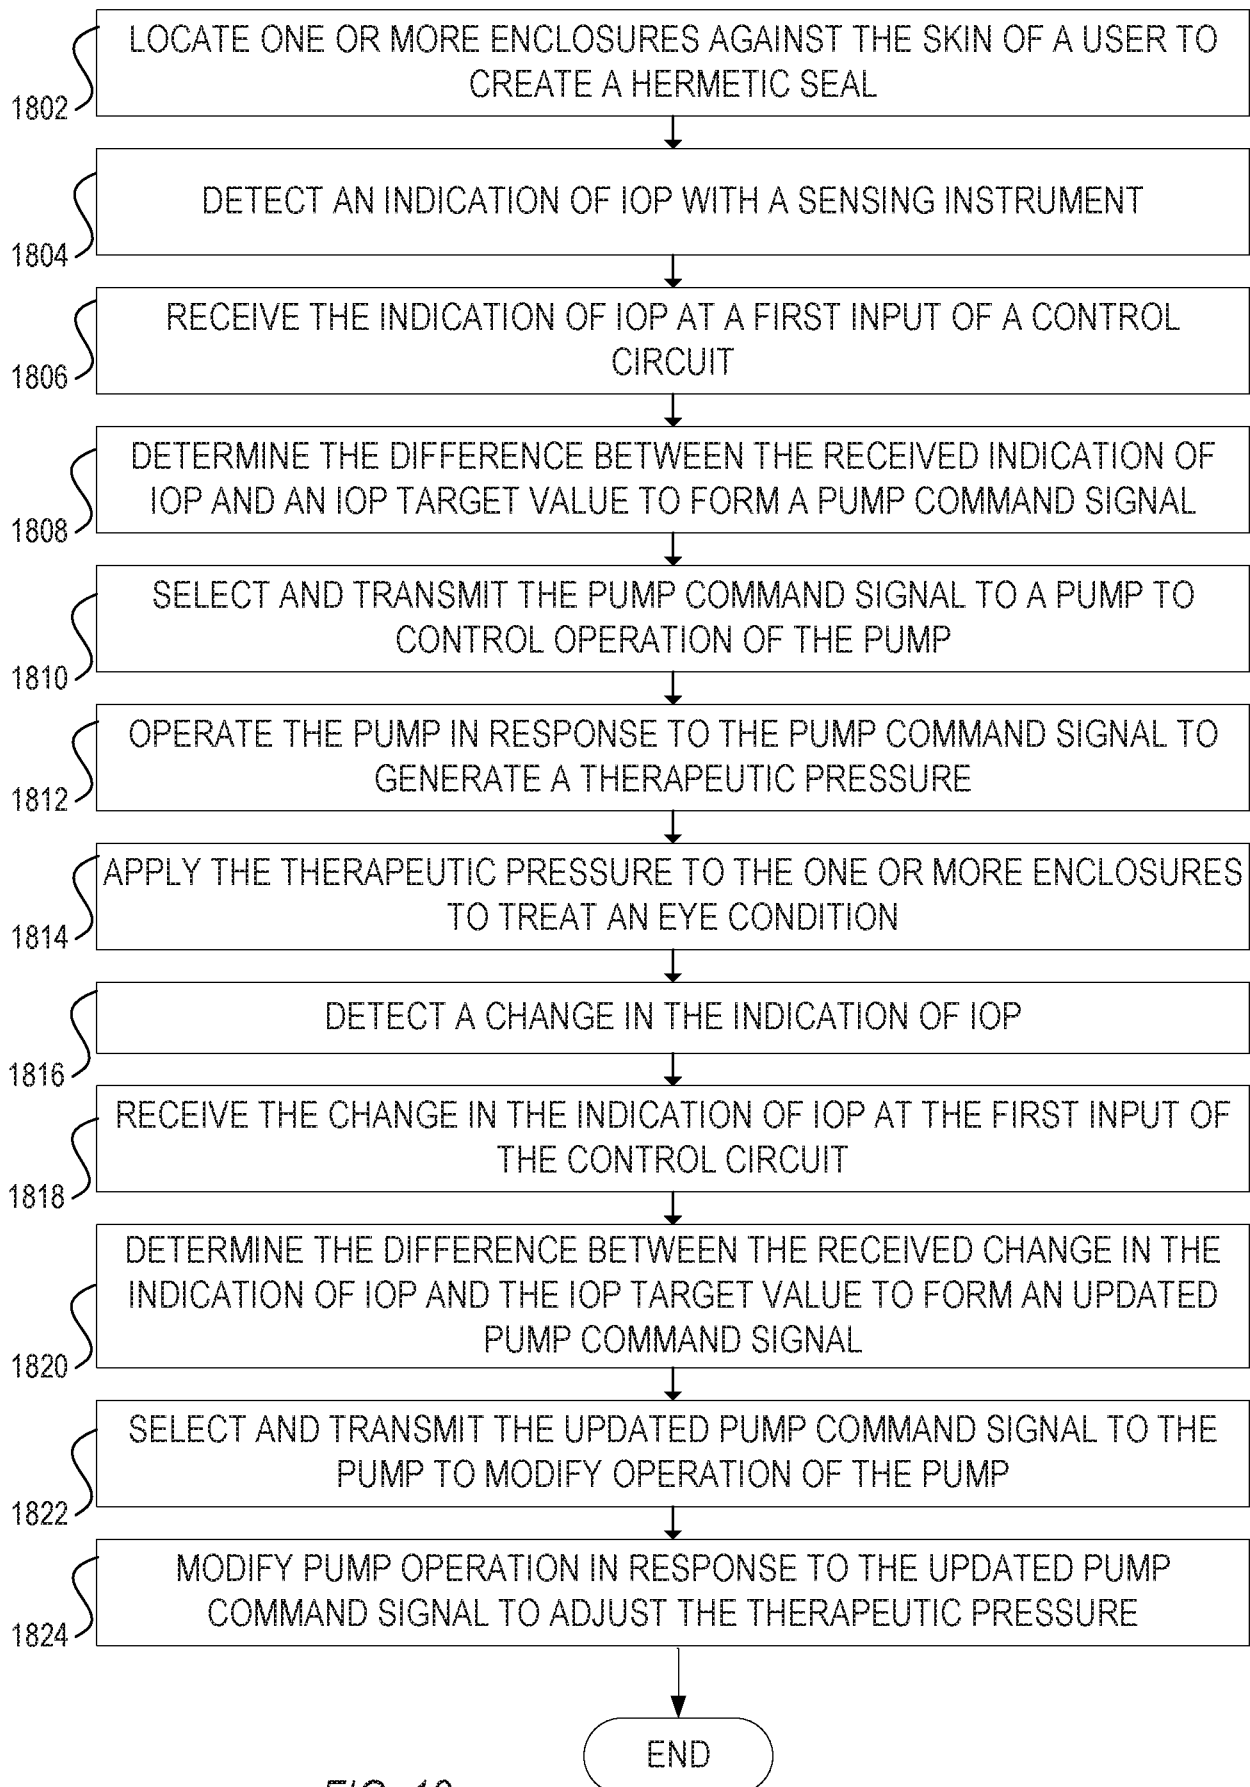 LOCATE ONE OR MORE ENCLOSURES AGAINST THE SKIN OF A USER TO
CREATE A HERMETIC SEAL
1802
DETECT AN INDICATION OF IOP WITH A SENSING INSTRUMENT
1804
RECEIVE THE INDICATION OF IOP AT A FIRST INPUT OF A CONTROL
CIRCUIT
1806
DETERMINE THE DIFFERENCE BETWEEN THE RECEIVED INDICATION OF
IOP AND AN IOP TARGET VALUE TO FORM A PUMP COMMAND SIGNAL
1808
SELECT AND TRANSMIT THE PUMP COMMAND SIGNAL TO A PUMP TO
CONTROL OPERATION OF THE PUMP
1810
OPERATE THE PUMP IN RESPONSE TO THE PUMP COMMAND SIGNAL TO
GENERATE A THERAPEUTIC PRESSURE
1812
APPLY THE THERAPEUTIC PRESSURE TO THE ONE OR MORE ENCLOSURES
TO TREAT AN EYE CONDITION
1814
DETECT A CHANGE IN THE INDICATION OF IOP
1816
RECEIVE THE CHANGE IN THE INDICATION OF IOP AT THE FIRST INPUT OF
THE CONTROL CIRCUIT
1818
DETERMINE THE DIFFERENCE BETWEEN THE RECEIVED CHANGE IN THE
INDICATION OF IOP AND THE IOP TARGET VALUE TO FORM AN UPDATED
PUMP COMMAND SIGNAL
1820
SELECT AND TRANSMIT THE UPDATED PUMP COMMAND SIGNAL TO THE
PUMP TO MODIFY OPERATION OF THE PUMP
1822
MODIFY PUMP OPERATION IN RESPONSE TO THE UPDATED PUMP
COMMAND SIGNAL TO ADJUST THE THERAPEUTIC PRESSURE
1824
END